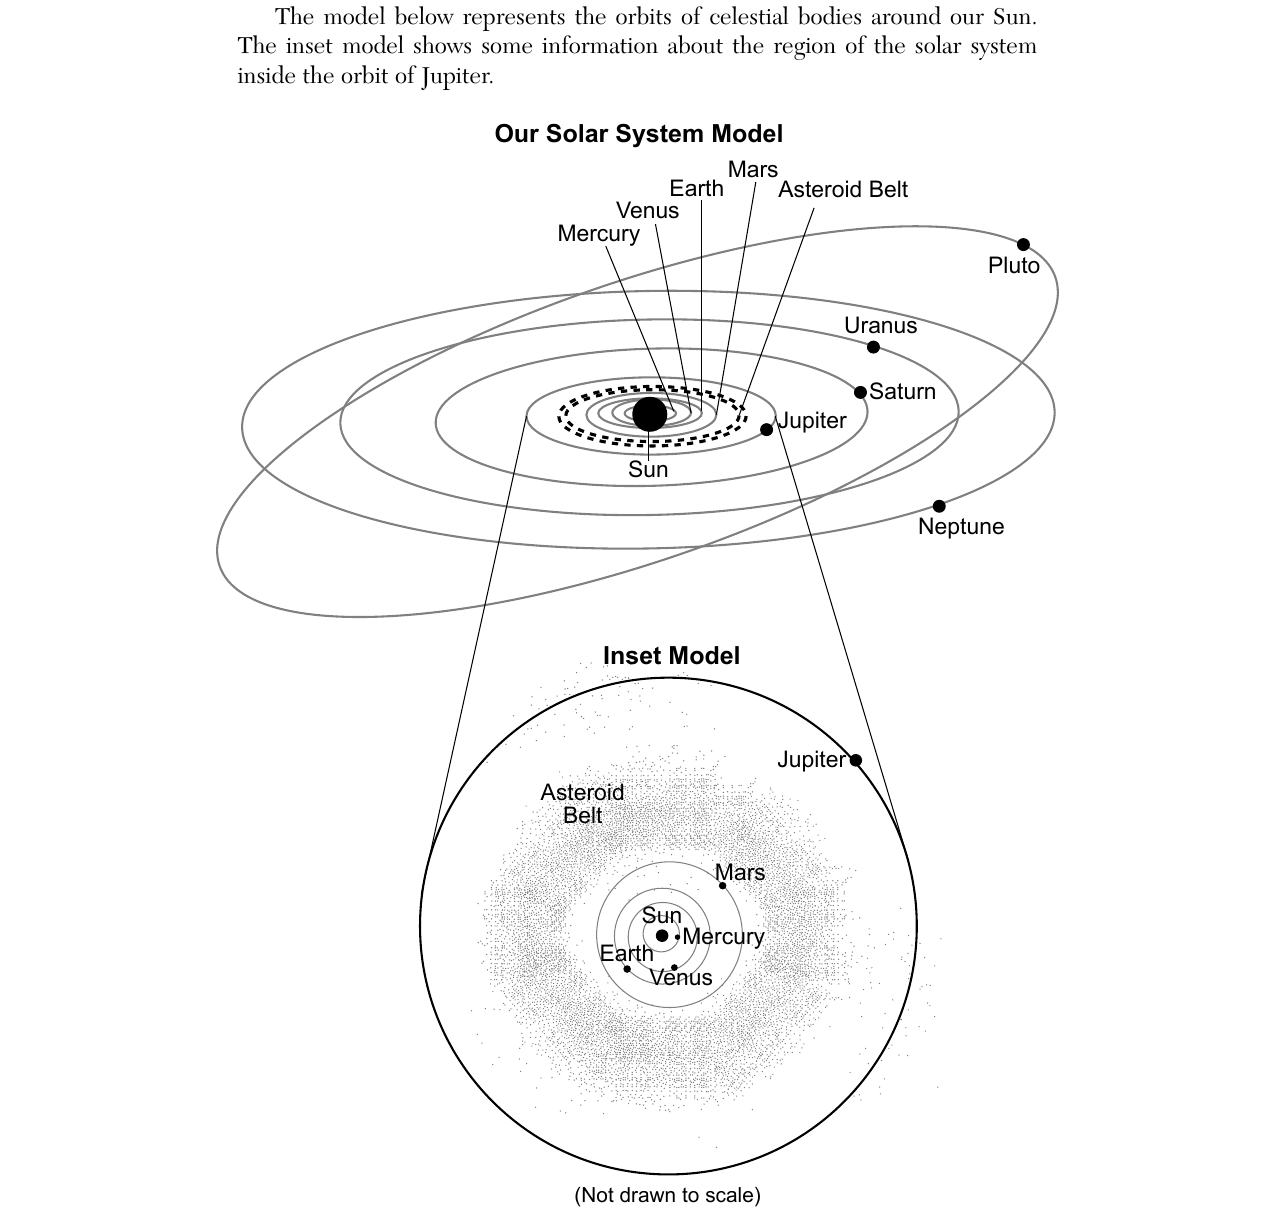 The model below represents the orbits of celestial bodies around our Sun.
The inset model shows some information about the region of the solar system
inside the orbit of Jupiter.
Our Solar System Model
Mars
Earth
Asteroid Belt
Venus
Mercury
Pluto
Uranus
Saturn
Jupiter
Sun
Neptune
Inset Model
Jupiter
Asteroid
Belt
Mars
Sun
Mercury
Earth
Venus
(Not drawn to scale)